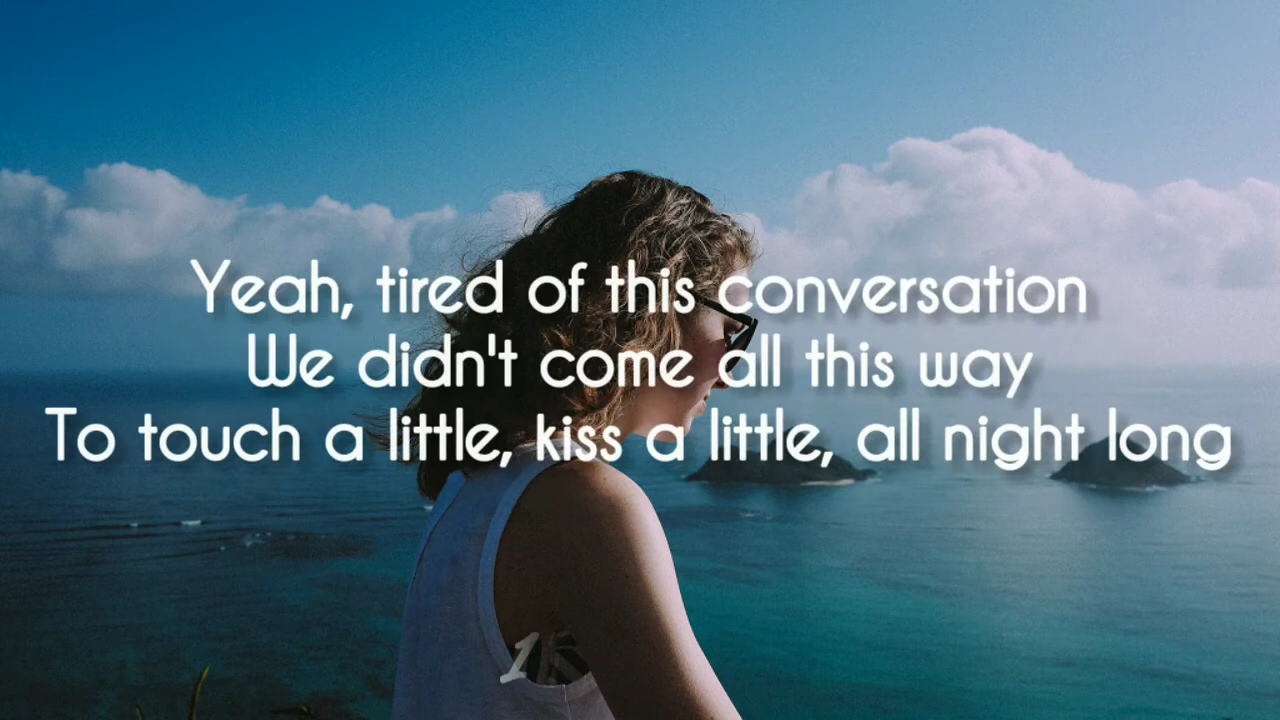 Yeah, tired of this conversation
We didn't come all this way
To touch a little, kiss a little, all night long